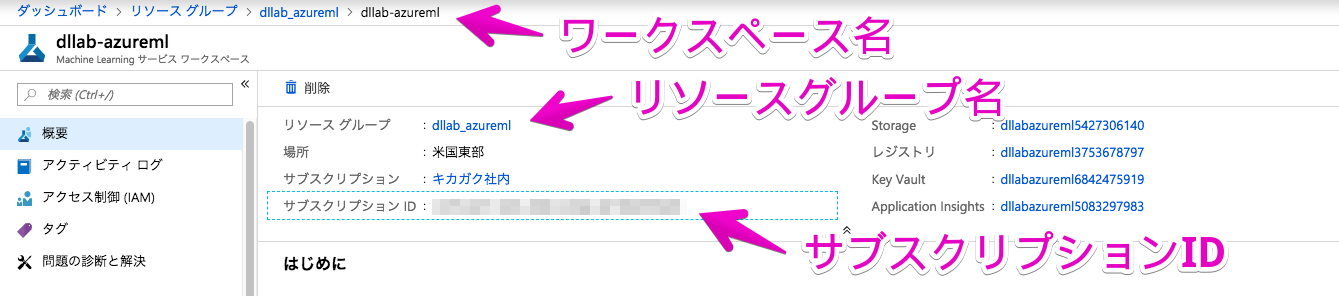 ダッシュボード > リソース グループ > dllab_azureml > dllab-azureml
ワークスペース名
dllab-azureml
Machine Learning サービス ワークスペース
検索 (Ctrl+/)
«
削除
リソースグループ名
概要
アクティビティ ログ
アクセス制御 (IAM)
タグ
問題の診断と解決
リソース グループ : dllab_azureml
場所 : 米国東部
サブスクリプション : キカガク社内
サブスクリプション ID :
Storage : dllabazureml5427306140
レジストリ : dllabazureml3753678797
Key Vault : dllabazureml6842475919
Application Insights : dllabazureml5083297983
サブスクリプションID
はじめに